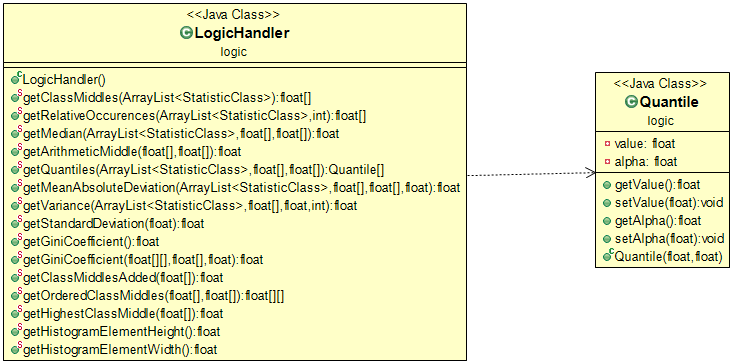 <<Java Class>>
LogicHandler
logic
LogicHandler()
getClassMiddles(ArrayList<StatisticClass>):float[]
getRelativeOccurences(ArrayList<StatisticClass>,int):float[]
getMedian(ArrayList<StatisticClass>,float[],float[]):float
getArithmeticMiddle(float[],float[]):float
getQuantiles(ArrayList<StatisticClass>,float[],float[]):Quantile[]
getMeanAbsoluteDeviation(ArrayList<StatisticClass>,float[],float[],float):float
getVariance(ArrayList<StatisticClass>,float[],float,int):float
getStandardDeviation(float):float
getGiniCoefficient():float
getGiniCoefficient(float[][],float[],float):float
getClassMiddlesAdded(float[]):float
getOrderedClassMiddles(float[],float[]):float[][]
getHighestClassMiddle(float[]):float
getHistogramElementHeight():float
getHistogramElementWidth():float
<<Java Class>>
Quantile
logic
value: float
alpha: float
getValue():float
setValue(float):void
getAlpha():float
setAlpha(float):void
Quantile(float,float)